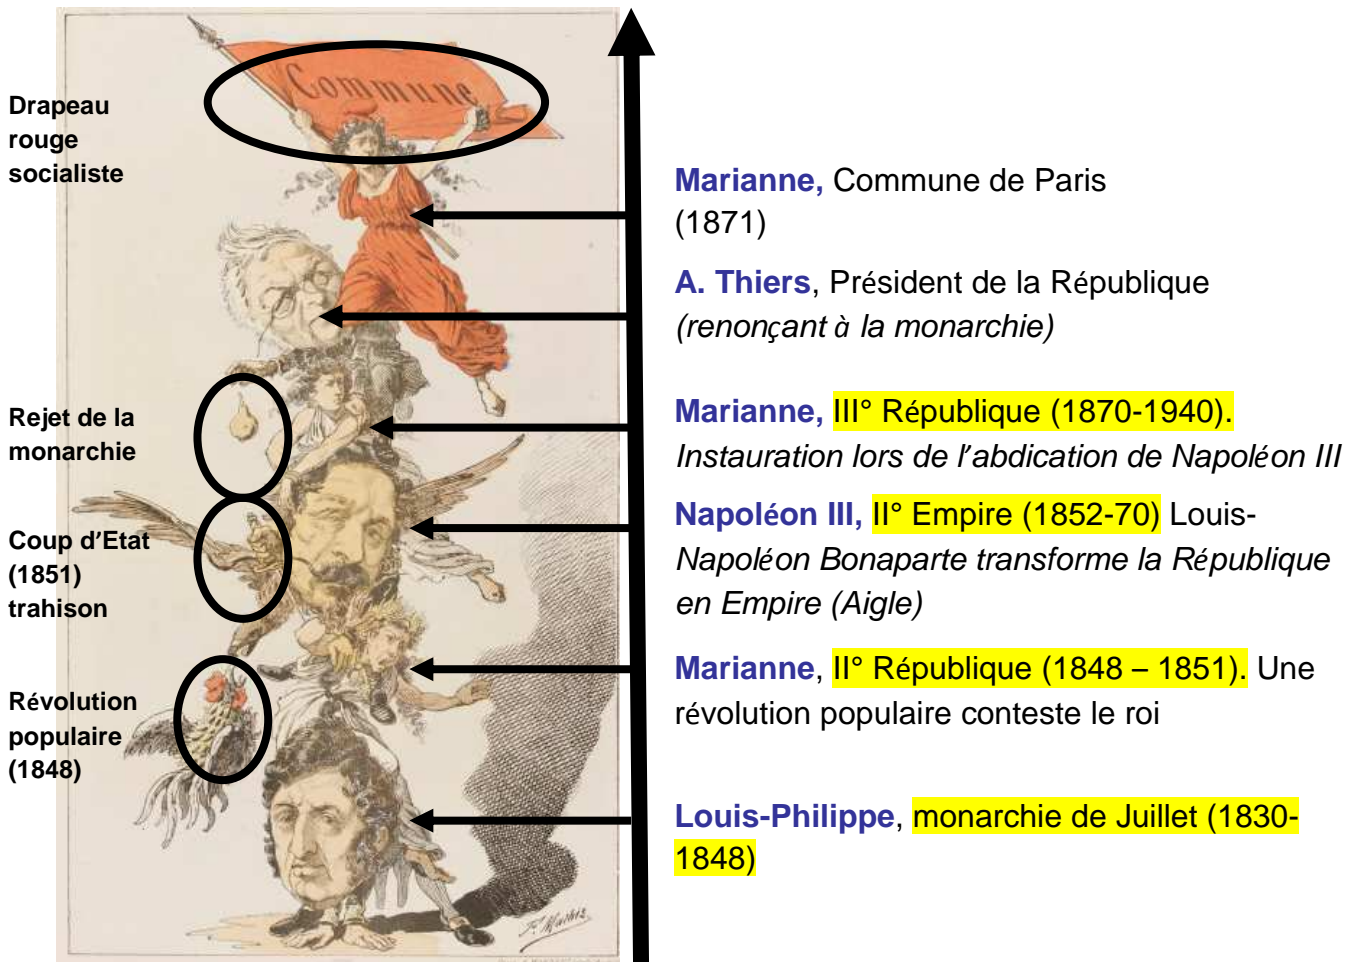 Commune
Drapeau
rouge
socialiste
Marianne, Commune de Paris
(1871)
A. Thiers, Président de la République
(renonçant à la monarchie)
Rejet de la
monarchie
Marianne, III° République (1870-1940).
Instauration lors de l'abdication de Napoléon III
Coup d'Etat
(1851)
trahison
Napoléon III, II° Empire (1852-70) Louis-
Napoléon Bonaparte transforme la République
en Empire (Aigle)
Révolution
populaire
(1848)
Marianne, II° République (1848 – 1851). Une
révolution populaire conteste le roi
Louis-Philippe, monarchie de Juillet (1830-
1848)